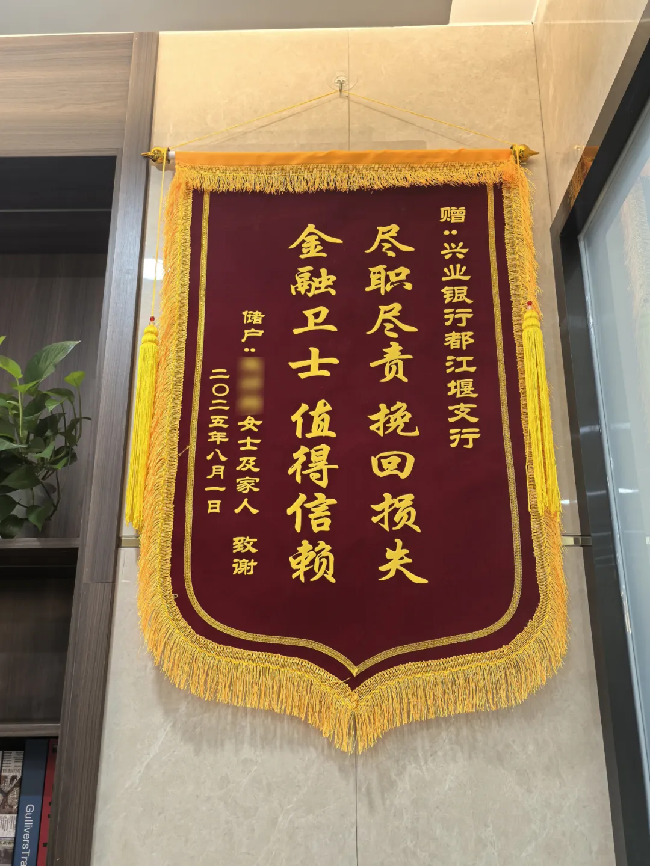 赠：兴业银行都江堰支行
尽职尽责 挽回损失
金融卫士 值得信赖
储户：
女士及家人 致谢
二〇二五年八月一日
GulliversTra